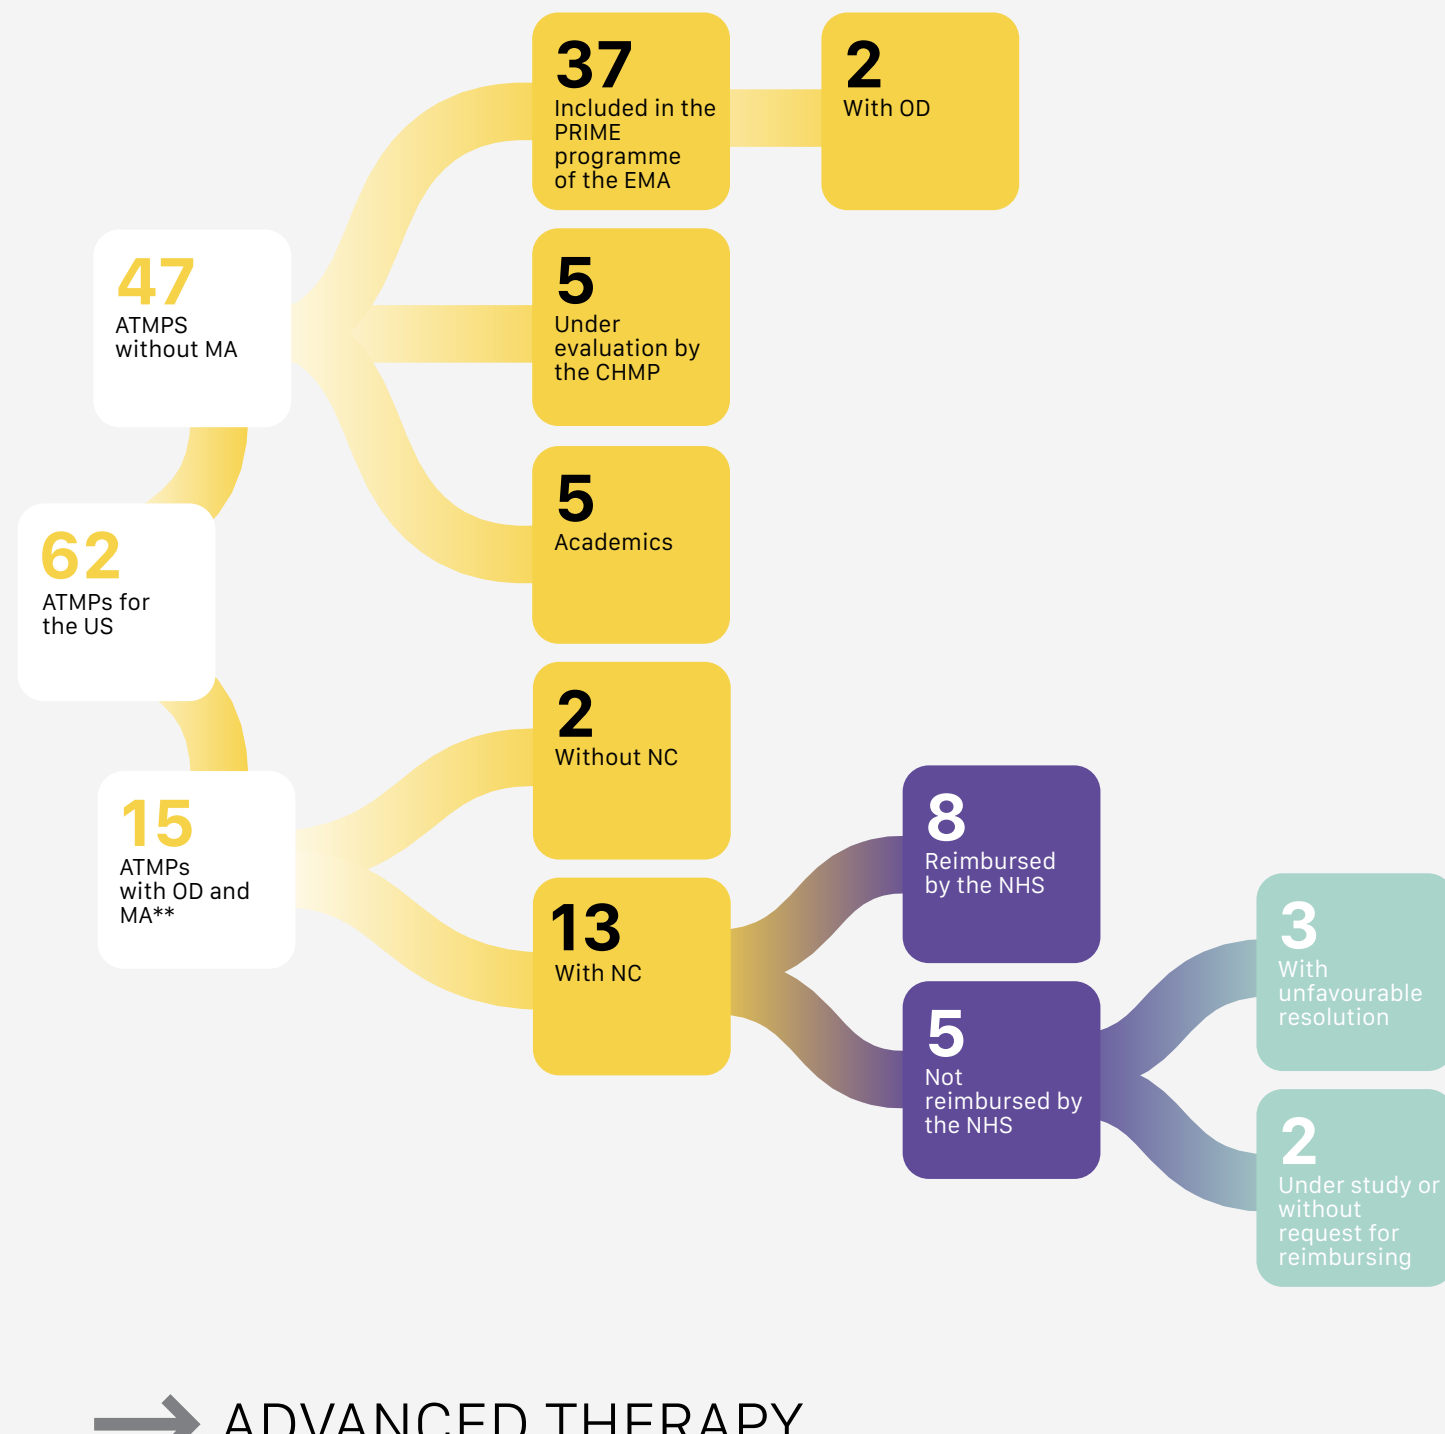 37
Included in the
PRIME
programme
of the EMA
2
With OD
47
ATMPS
without MA
5
Under
evaluation by
the CHMP
5
Academics
62
ATMPs for
the US
2
Without NC
15
ATMPs
with OD and
MA**
13
With NC
8
Reimbursed
by the NHS
5
Not
reimbursed by
the NHS
3
With
unfavourable
resolution
2
Under study or
without
request for
reimbursing
ADVANCED THERAPY